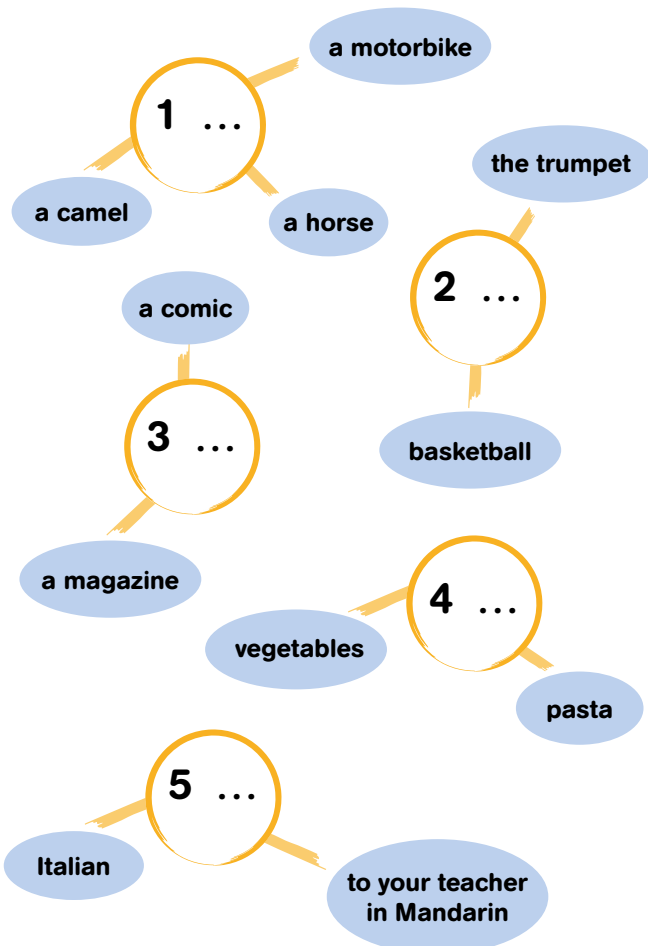 a motorbike
1 ...
a camel
a horse
the trumpet
2 ...
a comic
3 ...
basketball
a magazine
4 ...
vegetables
pasta
5 ...
Italian
to your teacher
in Mandarin